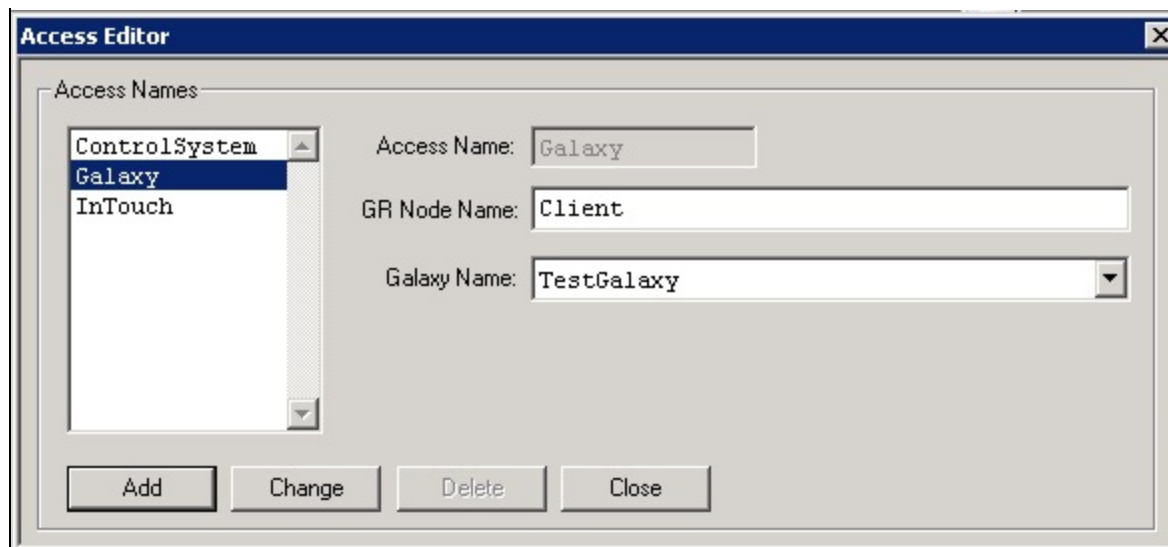 Access Editor
Access Names
ControlSystem
Galaxy
InTouch
Access Name: Galaxy
GR Node Name: Client
Galaxy Name: TestGalaxy
Add Change Delete Close